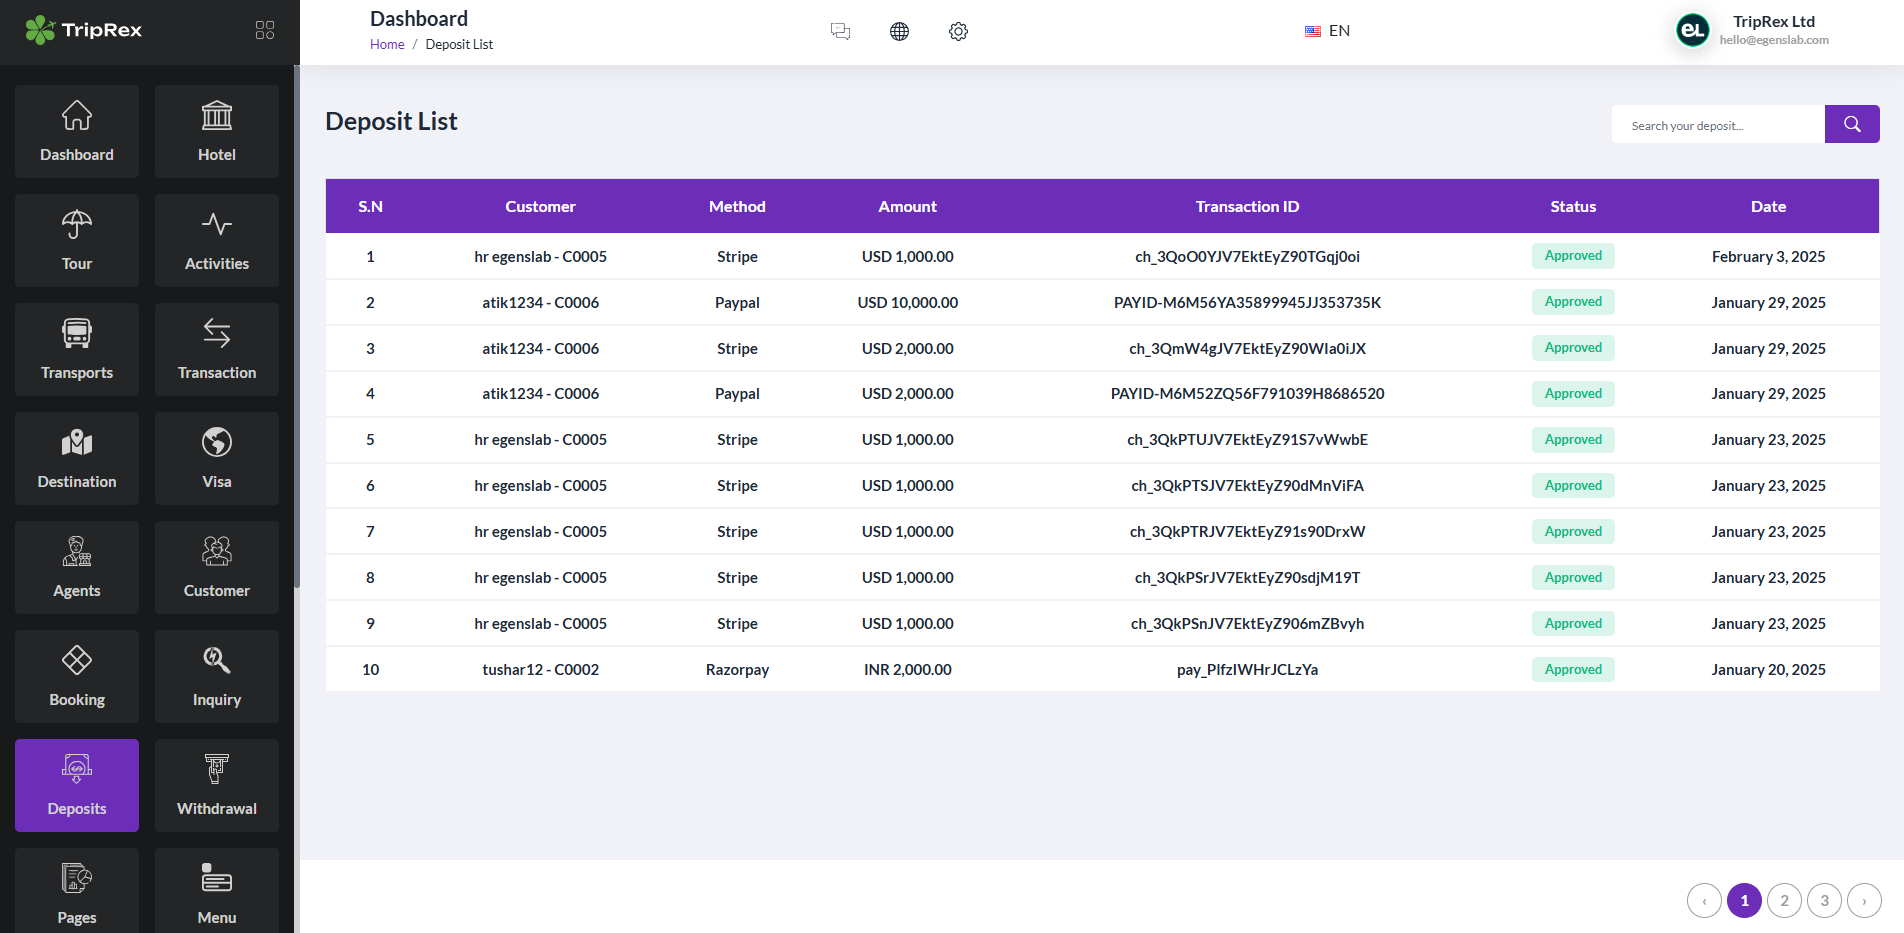 TripRex
Dashboard
Home / Deposit List
EN
TripRex Ltd
hello@egenslab.com
Dashboard
Hotel
Tour
Activities
Transports
Transaction
Destination
Visa
Agents
Customer
Booking
Inquiry
Deposits
Withdrawal
Pages
Menu
Deposit List
Search your deposit...
S.N Customer Method Amount Transaction ID Status Date
1 hr egenslab - C0005 Stripe USD 1,000.00 ch_3QoO0YJV7EktEyZ90TGqj0oi Approved February 3, 2025
2 atik1234 - C0006 Paypal USD 10,000.00 PAYID-M6M56YA35899945JJ353735K Approved January 29, 2025
3 atik1234 - C0006 Stripe USD 2,000.00 ch_3QmW4gJV7EktEyZ90WIa0iJX Approved January 29, 2025
4 atik1234 - C0006 Paypal USD 2,000.00 PAYID-M6M52ZQ56F791039H8686520 Approved January 29, 2025
5 hr egenslab - C0005 Stripe USD 1,000.00 ch_3QkPTUJV7EktEyZ91S7vWwbE Approved January 23, 2025
6 hr egenslab - C0005 Stripe USD 1,000.00 ch_3QkPTSJV7EktEyZ90dMnViFA Approved January 23, 2025
7 hr egenslab - C0005 Stripe USD 1,000.00 ch_3QkPTRJV7EktEyZ91s90DrxW Approved January 23, 2025
8 hr egenslab - C0005 Stripe USD 1,000.00 ch_3QkPSrJV7EktEyZ90sdjM19T Approved January 23, 2025
9 hr egenslab - C0005 Stripe USD 1,000.00 ch_3QkPSnJV7EktEyZ906mZBvyh Approved January 23, 2025
10 tushar12 - C0002 Razorpay INR 2,000.00 pay_PlfzIWHrJCLzYa Approved January 20, 2025
‹ 1 2 3 ›